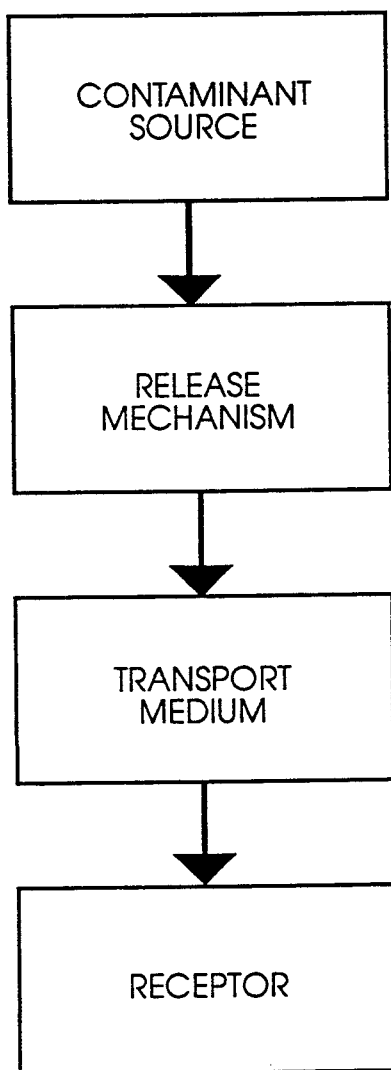 CONTAMINANT
SOURCE
RELEASE
MECHANISM
TRANSPORT
MEDIUM
RECEPTOR